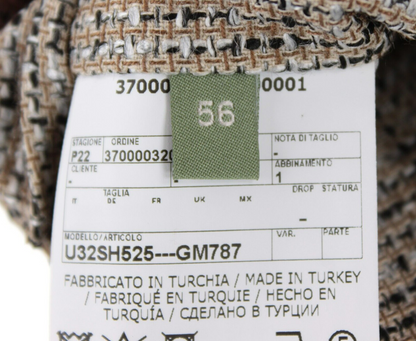 56
37000 0001
STAGIONE ORDINE NOTA DI TAGLIO
P22 370000320
CLIENTE ABBINAMENTO
- - 1
TAGLIA DROP STATURA
IT FR UK MX
-
MODELLO/ARTICOLO VAR. PARTE
U32SH525---GM787
FABBRICATO IN TURCHIA / MADE IN TURKEY
/ FABRIQUÉ EN TURQUIE / HECHO EN
TURQUÍA / СДЕЛАНО В ТУРЦИИ